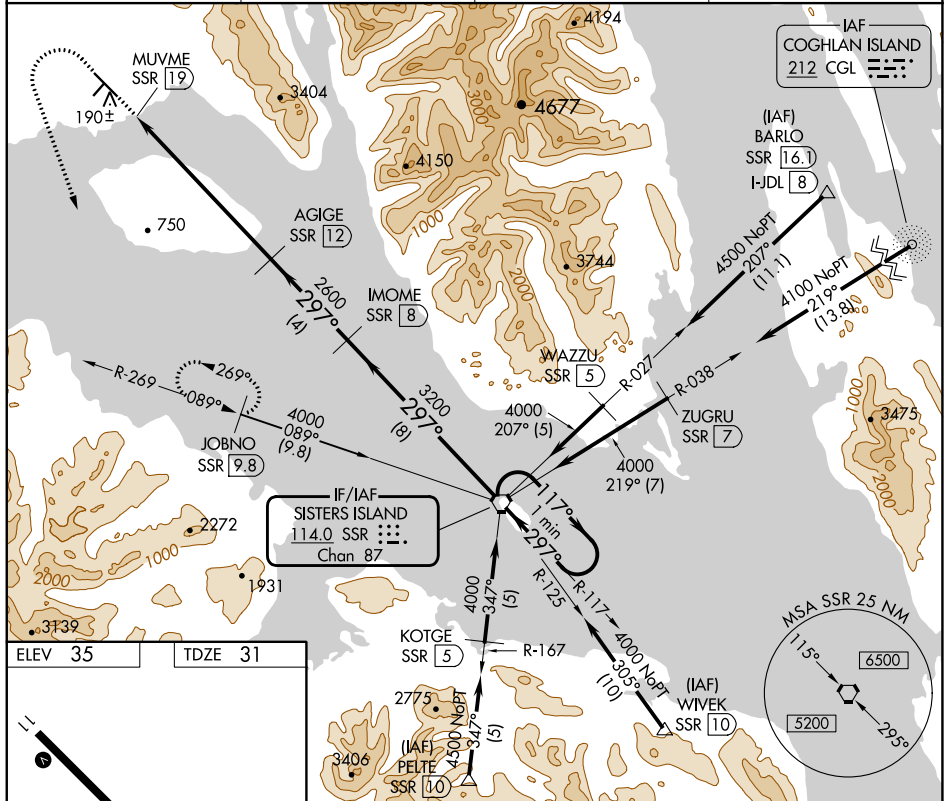 4194
IAF
COGHLAN ISLAND
212 CGL
MUVME
SSR 19
190±
3404
3000
4677
(IAF)
BARLO
SSR 16.1
I-JDL 8
4150
1000
750
AGIGE
SSR 12
3744
2000
4500 NoPT
207°
(11.1)
4100 NoPT
219°
(13.8)
2600
297°
(4)
IMOME
SSR 8
WAZZU
SSR 5
R-027
R-038
R-269
089°
269°
4000
089°
(9.8)
3200
297°
(8)
4000
207° (5)
ZUGRU
SSR 7
1000
3475
2000
JOBNO
SSR 9.8
4000
219° (7)
IF/IAF
SISTERS ISLAND
114.0 SSR
Chan 87
117°
1 min
297°
2272
1000
2000
1931
3139
4000
347°
(5)
R-125
R-117
4000 NoPT
305°
(10)
KOTGE
SSR 5
R-167
MSA SSR 25 NM
115°
6500
5200
295°
(IAF)
WIVEK
SSR 10
2775
4500 NoPT
347°
(5)
3406
(IAF)
PELTE
SSR 10
ELEV 35
TDZE 31
11
V